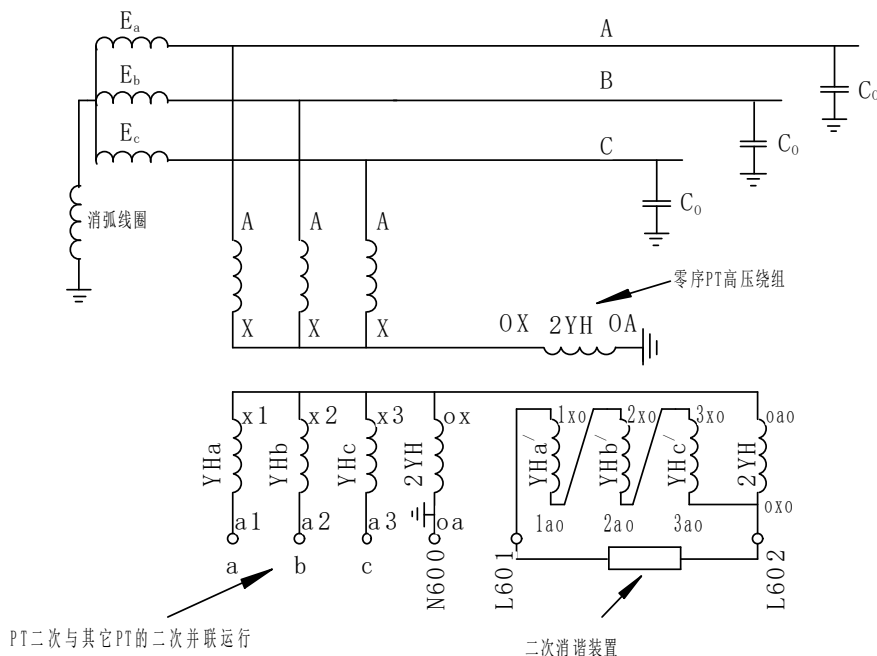 Ea
A
Eb
B
Ec
C
C₀
C₀
C₀
消弧线圈
A A A
零序PT高压绕组
X X X
OX 2YH OA
x1 x2 x3 ox 1xo 2xo 3xo oao
YHa YHb YHc 2YH YHa′ YHb′ YHc′ 2YH
oxo
a1 a2 a3 oa 1ao 2ao 3ao
a b c N600 L601 L602
PT二次与其它PT的二次并联运行
二次消谐装置